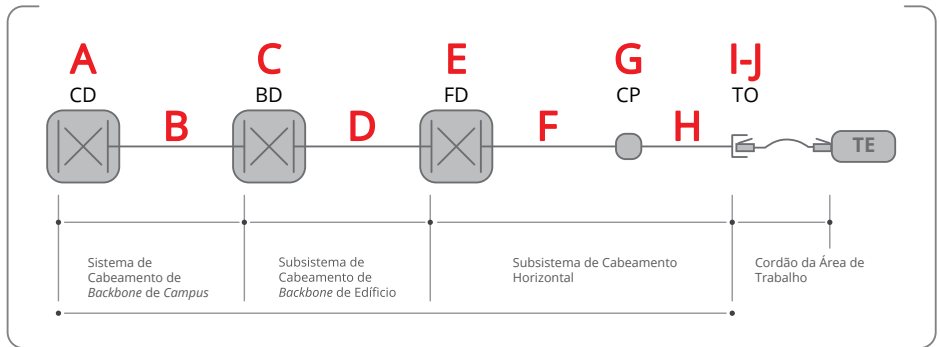 A C E G I-J
CD BD FD CP TO
B D F H
TE
Sistema de
Cabeamento de
Backbone de Campus
Subsistema de
Cabeamento de
Backbone de Edíficio
Subsistema de Cabeamento
Horizontal
Cordão da Área de
Trabalho